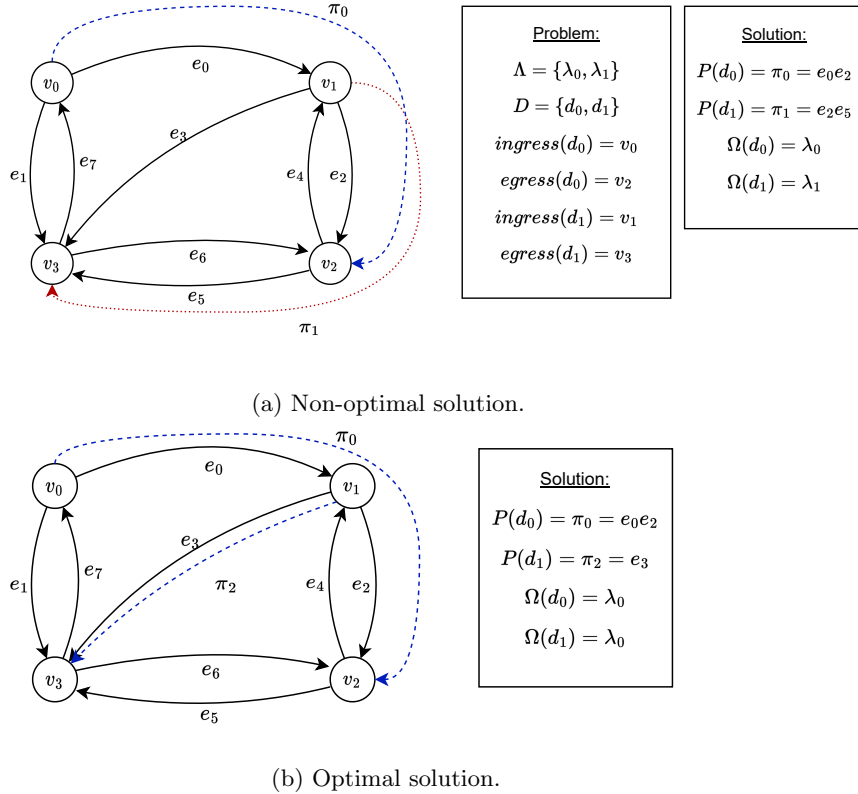 π₀
v₀
e₀
v₁
e₃
e₁
e₇
e₄
e₂
v₃
e₆
v₂
e₅
π₁
Problem:
Λ = {λ₀, λ₁}
D = {d₀, d₁}
ingress(d₀) = v₀
egress(d₀) = v₂
ingress(d₁) = v₁
egress(d₁) = v₃
Solution:
P(d₀) = π₀ = e₀e₂
P(d₁) = π₁ = e₂e₅
Ω(d₀) = λ₀
Ω(d₁) = λ₁
(a) Non-optimal solution.
π₀
v₀
e₀
v₁
e₃
e₁
e₇
π₂
e₄
e₂
v₃
e₆
v₂
e₅
Solution:
P(d₀) = π₀ = e₀e₂
P(d₁) = π₂ = e₃
Ω(d₀) = λ₀
Ω(d₁) = λ₀
(b) Optimal solution.